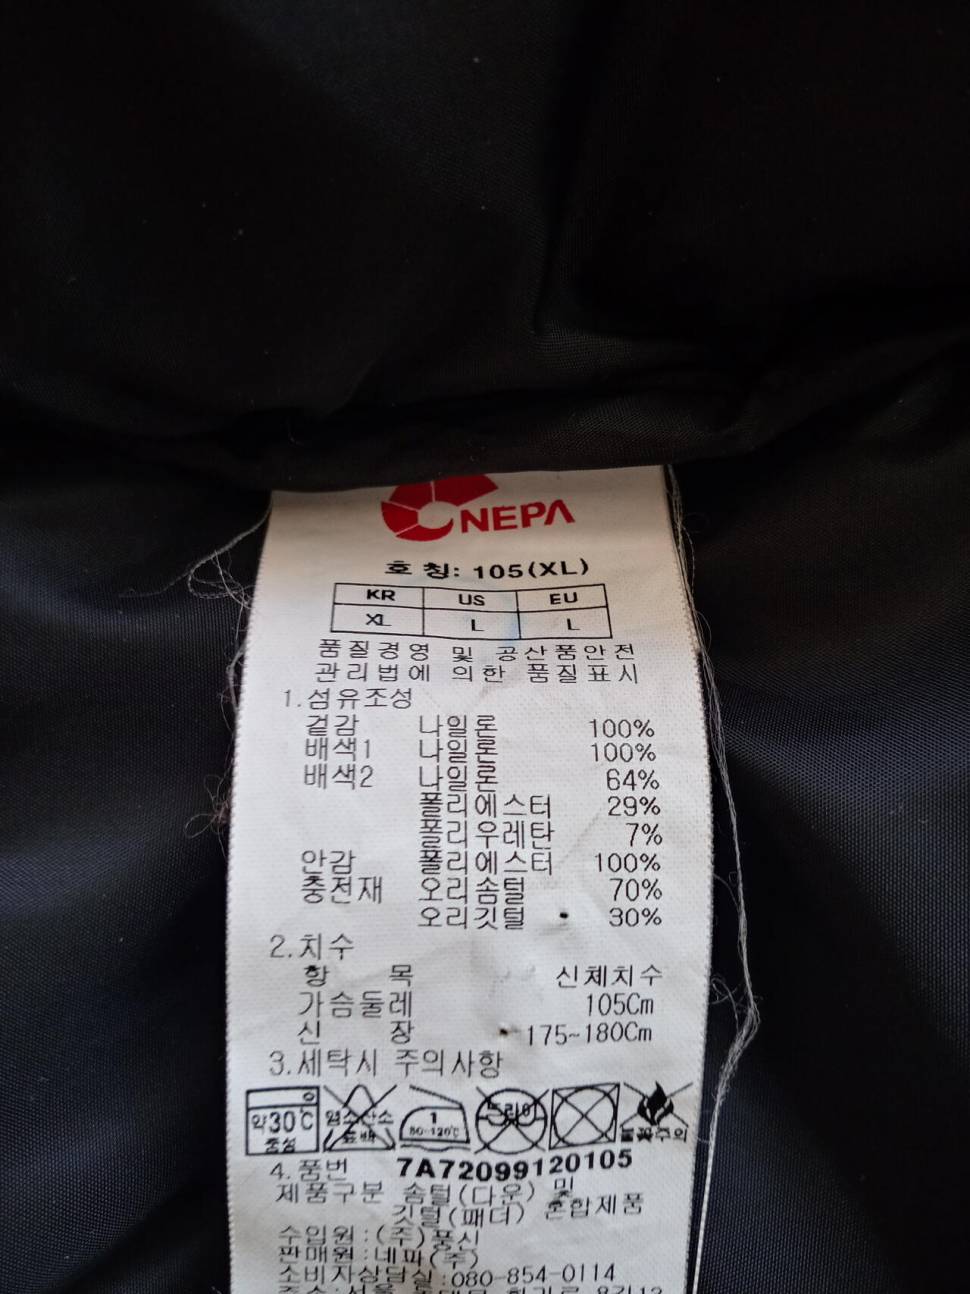 NEPA
호 칭: 105(XL)
KR US EU
XL L L
품질경영 및 공산품안전
관리법에 의한 품질표시
1.섬유조성
겉감 나일론 100%
배색1 나일론 100%
배색2 나일론 64%
폴리에스터 29%
폴리우레탄 7%
안감 폴리에스터 100%
충전재 오리솜털 70%
오리깃털 30%
2.치수
항 목 신체치수
가슴둘레 105Cm
신 장 175~180Cm
3.세탁시 주의사항
약30℃ 중성 염소산소 표백 1 80~120℃ 드라이 불꽃주의
4.품번 7A72099120105
제품구분 솜털(다운) 및
깃털(패더) 혼합제품
수입원:(주)풍신
판매원:네파(주)
소비자상담실:080-854-0114